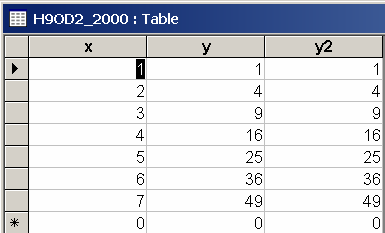 H9OD2_2000 : Table
x y y2
1 1 1
2 4 4
3 9 9
4 16 16
5 25 25
6 36 36
7 49 49
* 0 0 0